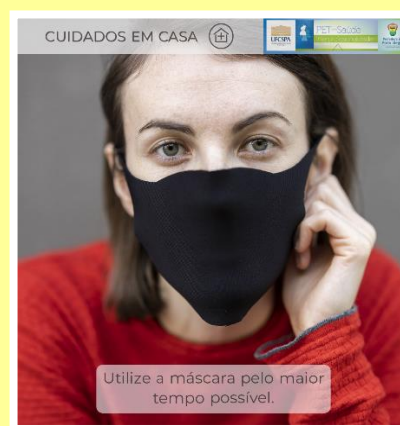 CUIDADOS EM CASA
UFCSPA
PET-Saúde
Utilize a máscara pelo maior
tempo possível.